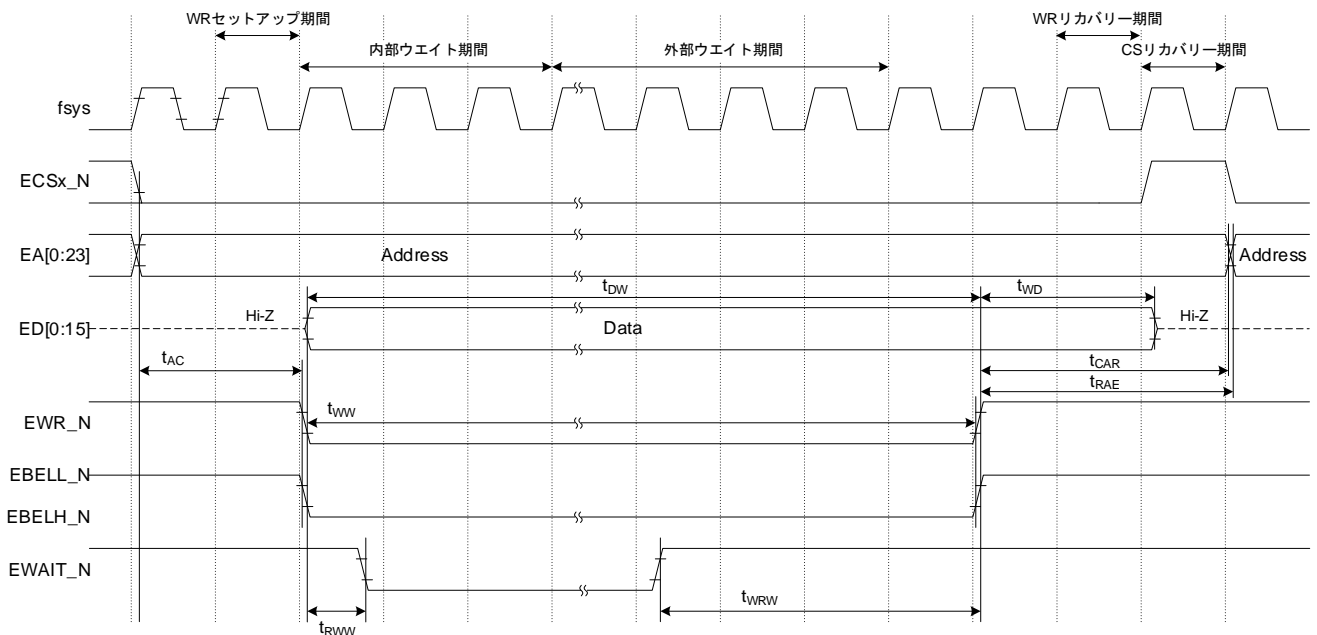 WRセットアップ期間
WRリカバリー期間
内部ウエイト期間
外部ウエイト期間
CSリカバリー期間
fsys
ECSx_N
EA[0:23]
Address
Address
tDW
tWD
ED[0:15]
Hi-Z
Data
Hi-Z
tAC
tCAR
tRAE
EWR_N
tWW
EBELL_N
EBELH_N
EWAIT_N
tWRW
tRWW